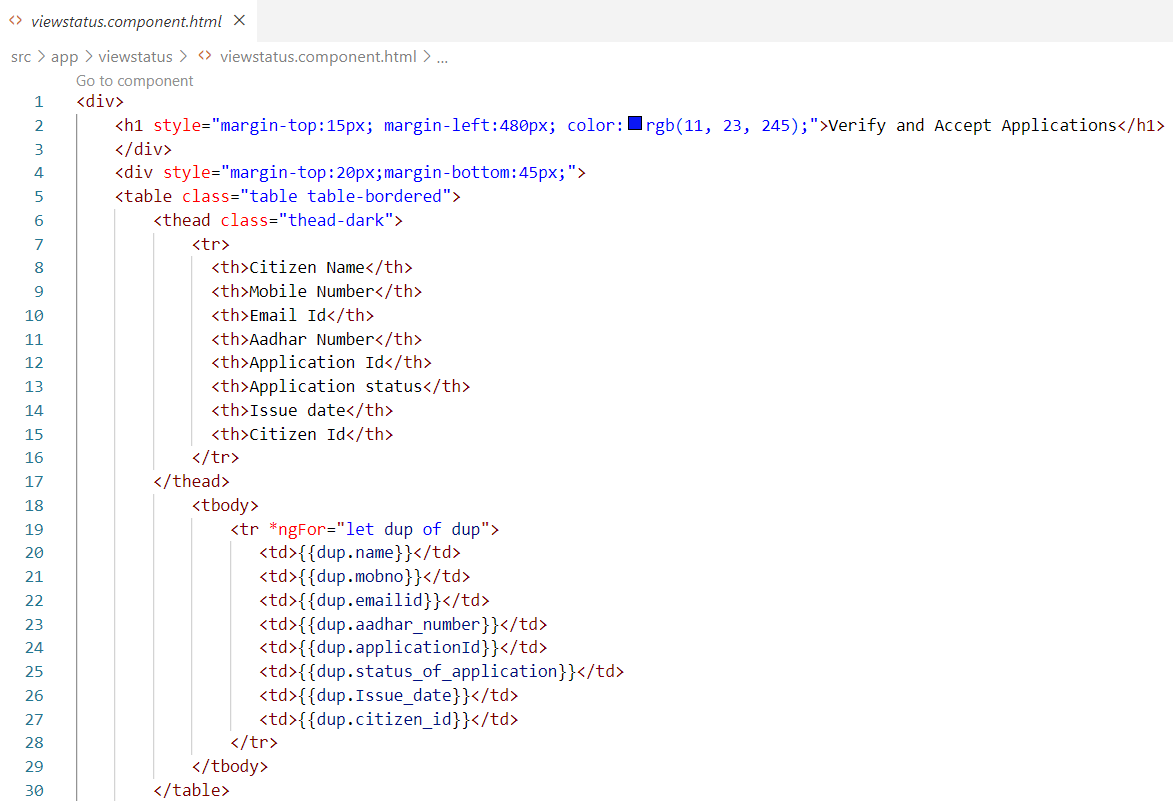 <> viewstatus.component.html ×
src > app > viewstatus > <> viewstatus.component.html > ...
Go to component
1 <div>
2 <h1 style="margin-top:15px; margin-left:480px; color:rgb(11, 23, 245);">Verify and Accept Applications</h1>
3 </div>
4 <div style="margin-top:20px;margin-bottom:45px;">
5 <table class="table table-bordered">
6 <thead class="thead-dark">
7 <tr>
8 <th>Citizen Name</th>
9 <th>Mobile Number</th>
10 <th>Email Id</th>
11 <th>Aadhar Number</th>
12 <th>Application Id</th>
13 <th>Application status</th>
14 <th>Issue date</th>
15 <th>Citizen Id</th>
16 </tr>
17 </thead>
18 <tbody>
19 <tr *ngFor="let dup of dup">
20 <td>{{dup.name}}</td>
21 <td>{{dup.mobno}}</td>
22 <td>{{dup.emailid}}</td>
23 <td>{{dup.aadhar_number}}</td>
24 <td>{{dup.applicationId}}</td>
25 <td>{{dup.status_of_application}}</td>
26 <td>{{dup.Issue_date}}</td>
27 <td>{{dup.citizen_id}}</td>
28 </tr>
29 </tbody>
30 </table>